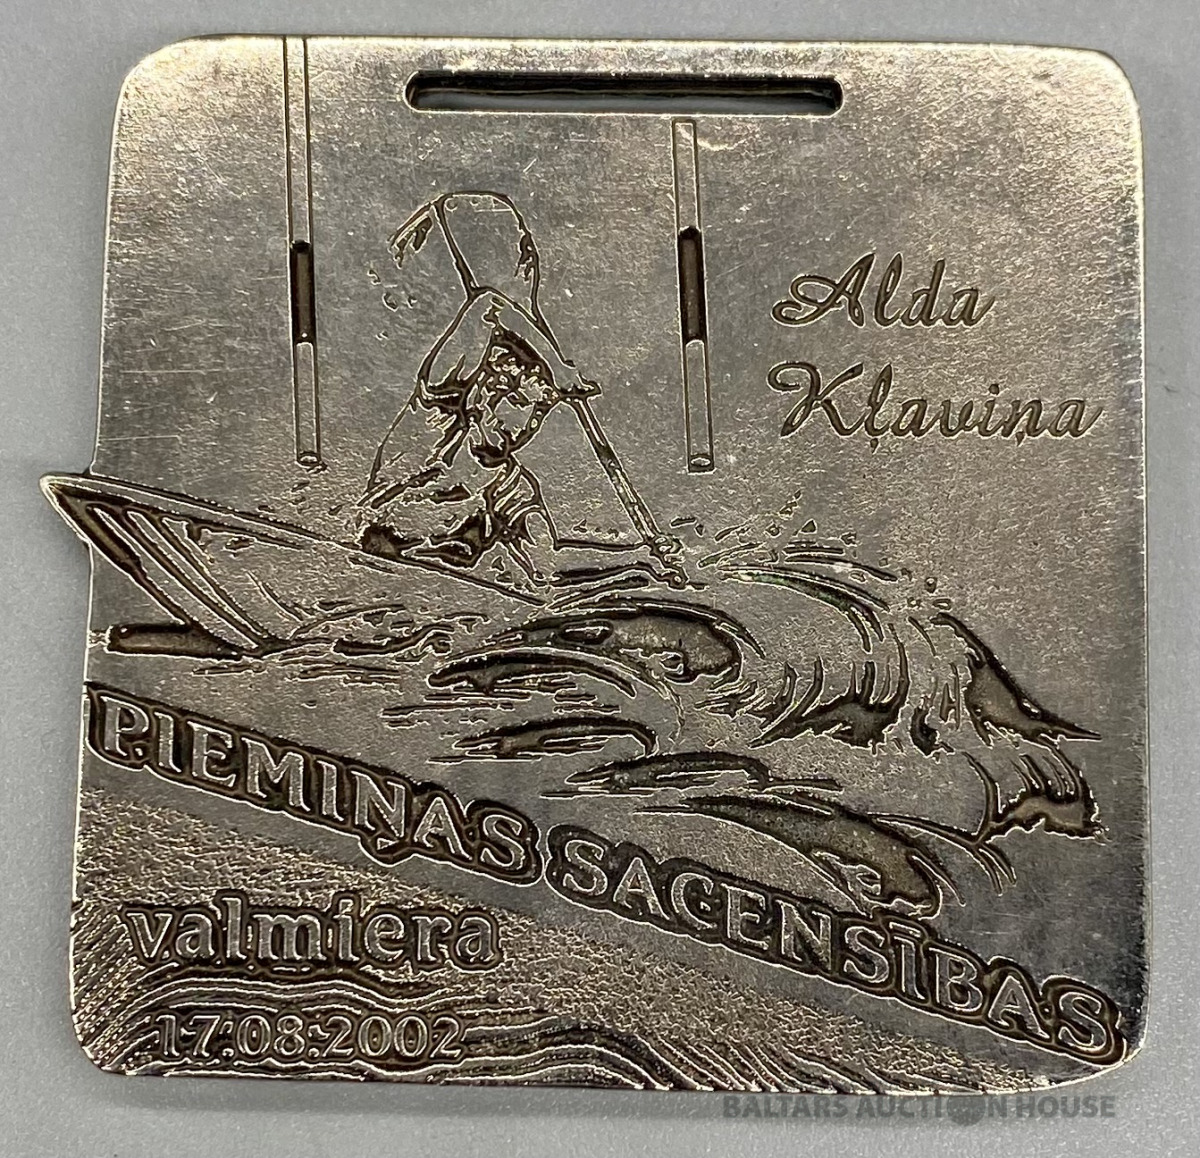 Alda
Kļaviņa
PIEMIŅAS SACENSĪBAS
valmiera
17.08.2002
BALTARS AUCTION HOUSE